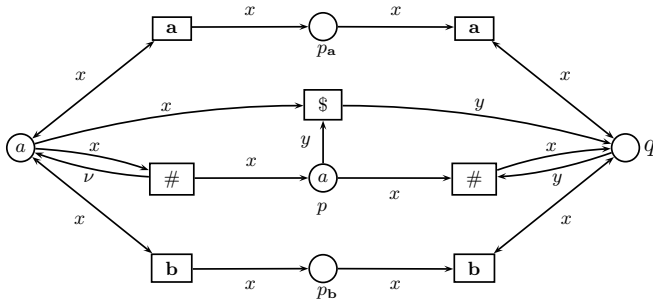 x x
a a
p_a
x x
x $ y
a x x y x x q
ν # a # y
x p x
x x
b b
x p_b x